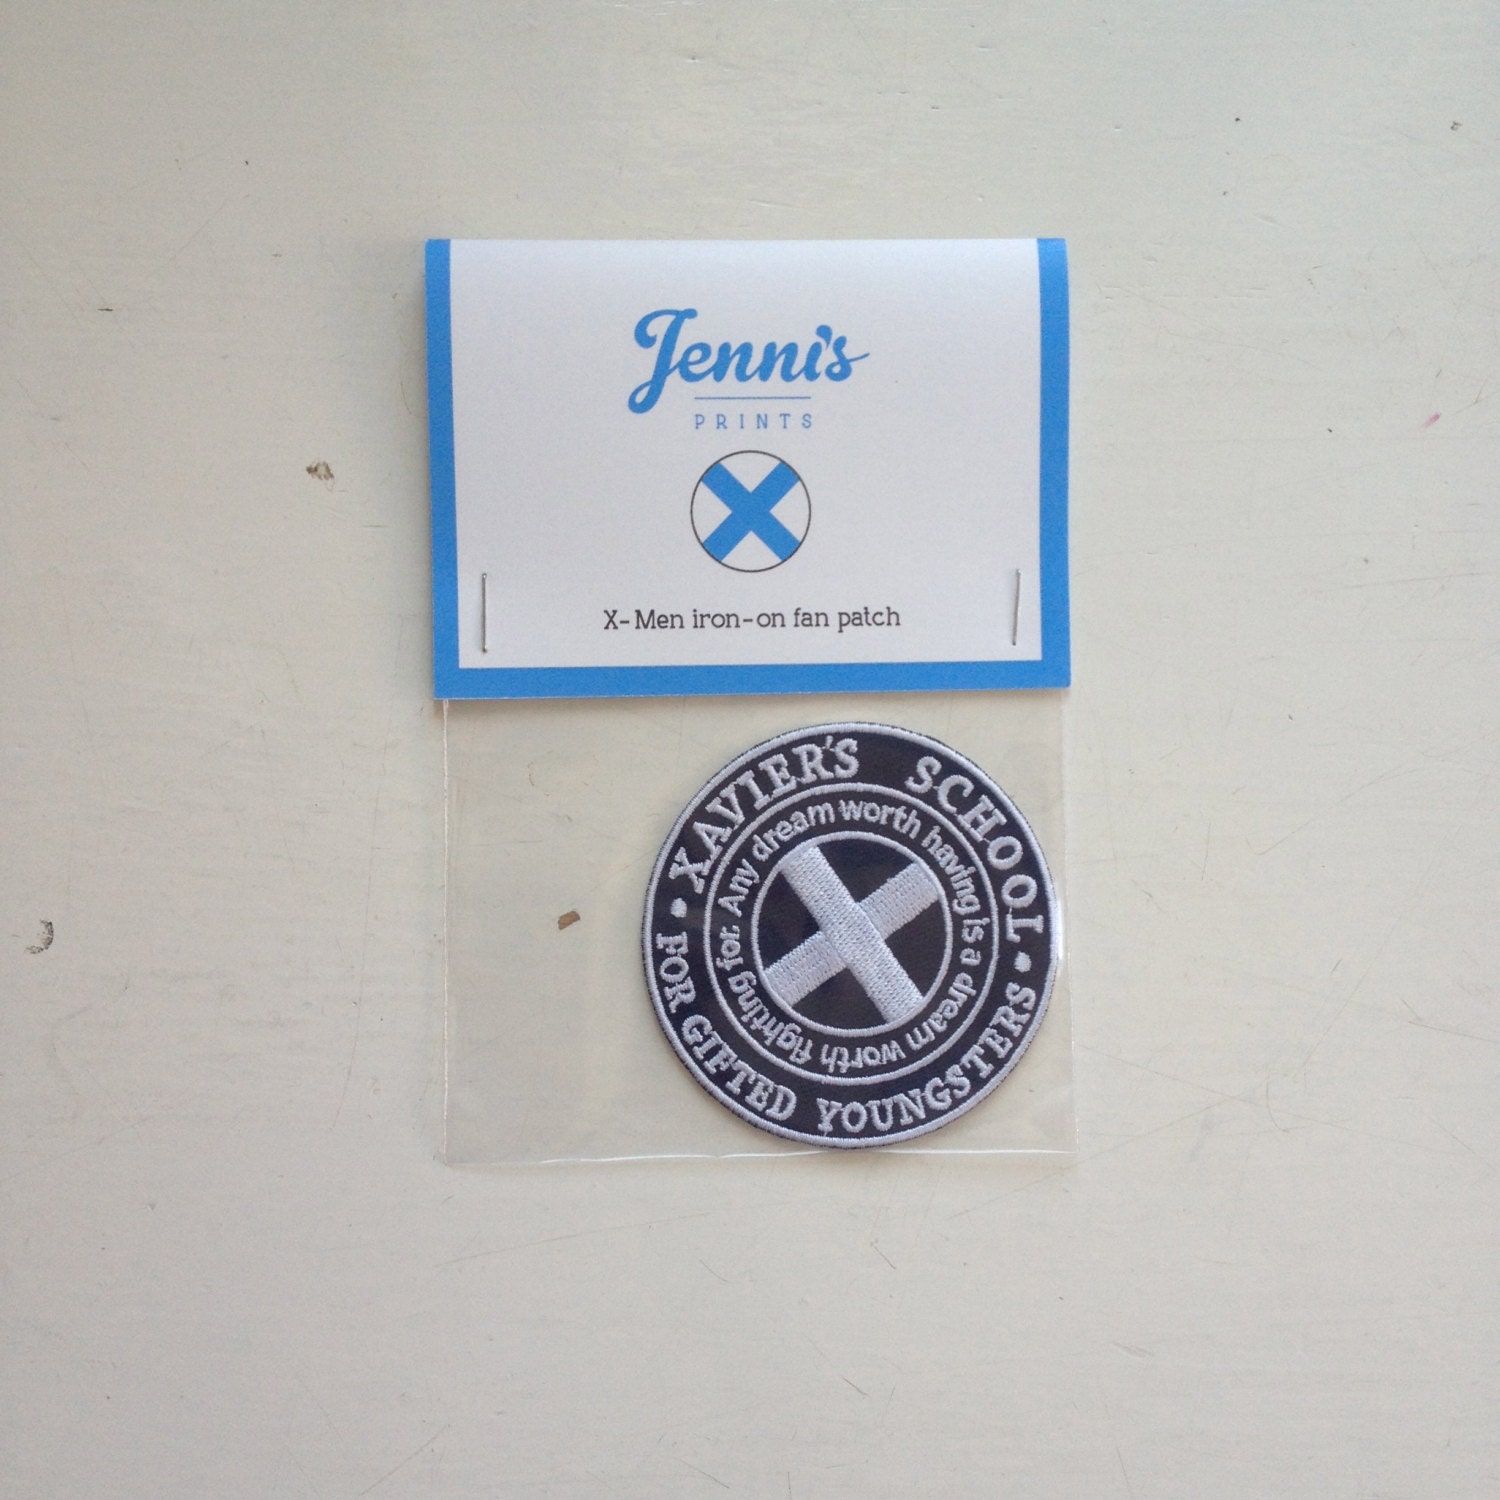 Jenni's
PRINTS
X-Men iron-on fan patch
XAVIER'S SCHOOL
• FOR GIFTED YOUNGSTERS •
Any dream worth having is a dream worth fighting for.